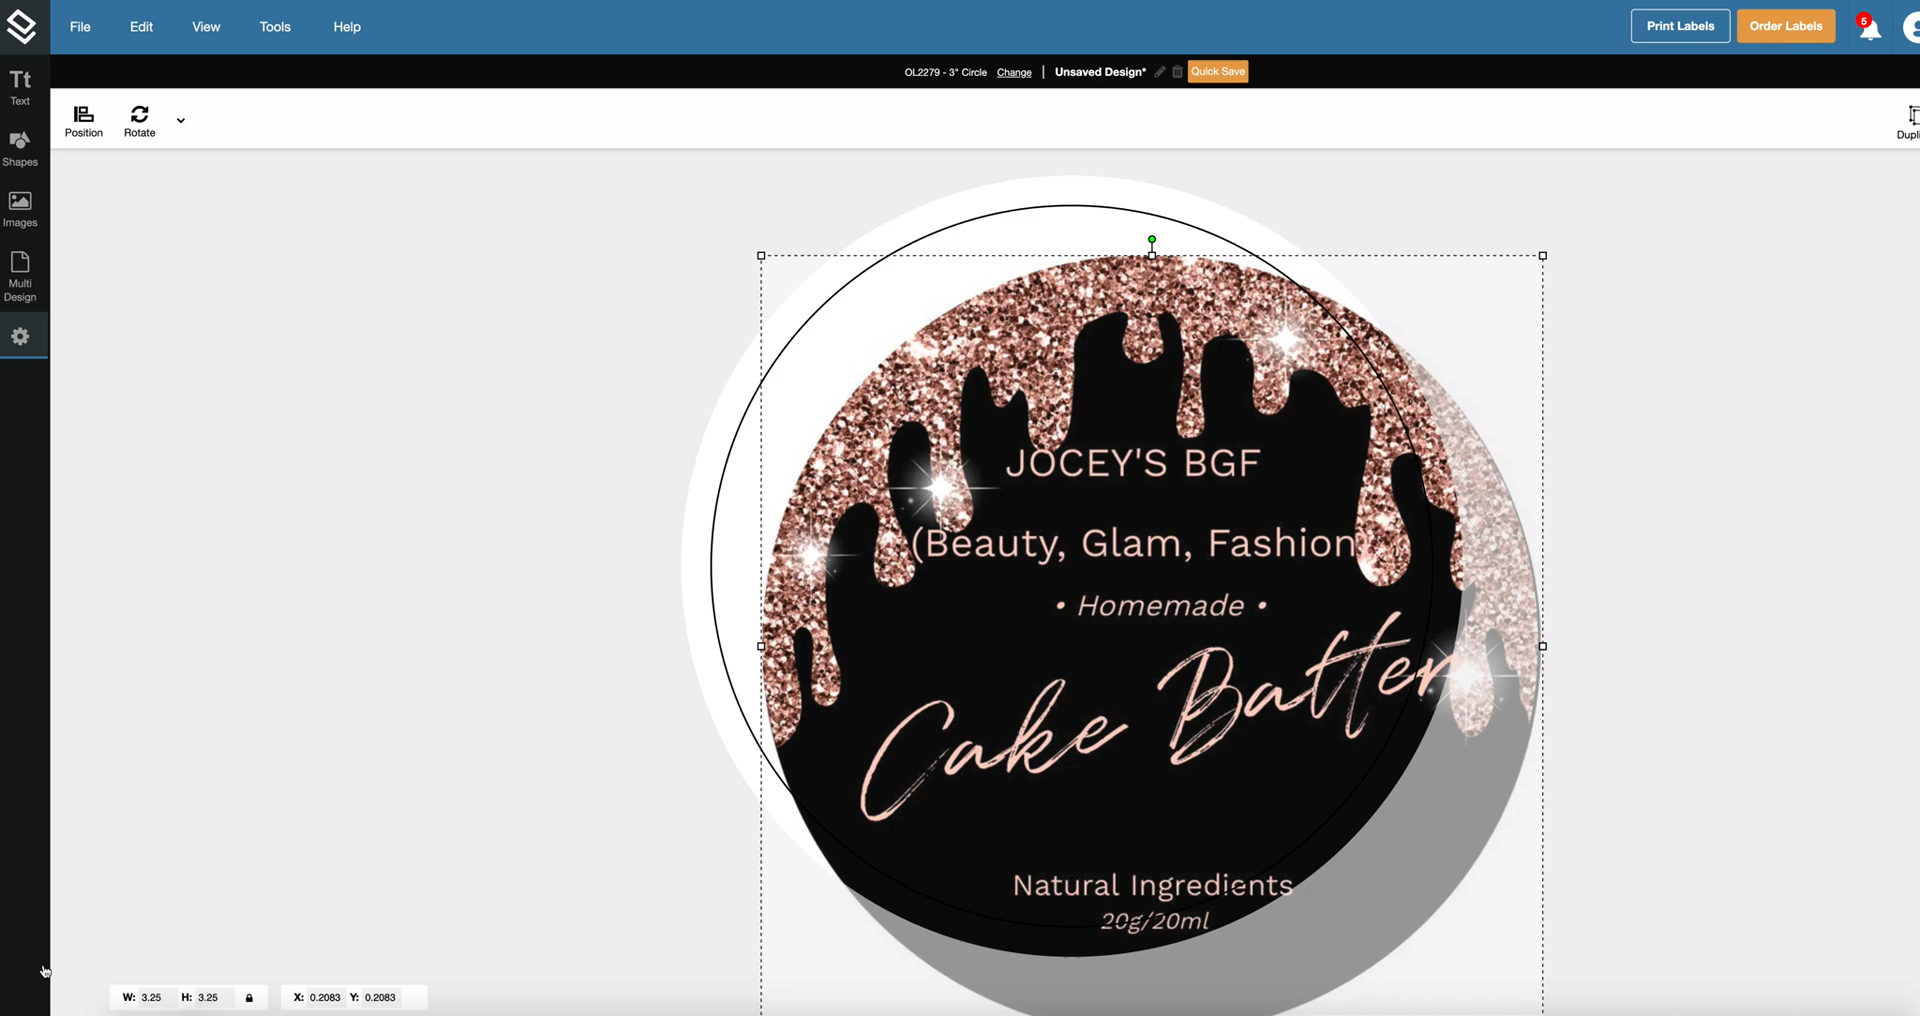 File Edit View Tools Help
Print Labels Order Labels 5
OL2279 - 3" Circle Change | Unsaved Design* Quick Save
Tt
Text
Position Rotate
Shapes
Images
Multi
Design
JOCEY'S BGF
(Beauty, Glam, Fashion)
• Homemade •
Cake Batter
Natural Ingredients
20g/20ml
W: 3.25 H: 3.25 X: 0.2083 Y: 0.2083